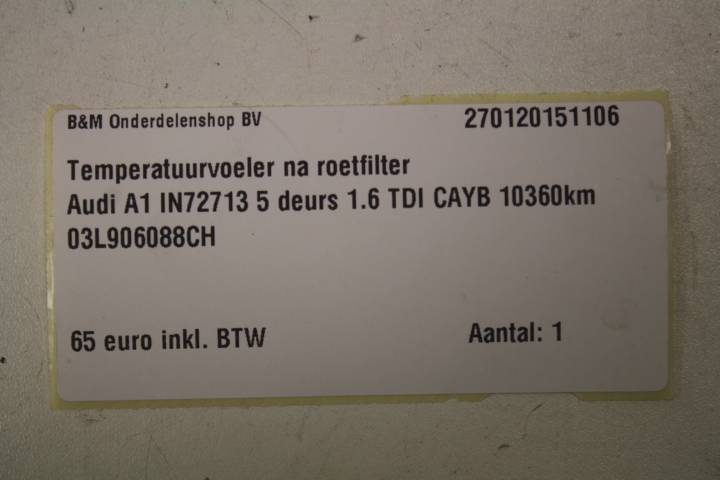 B&M Onderdelenshop BV 270120151106
Temperatuurvoeler na roetfilter
Audi A1 IN72713 5 deurs 1.6 TDI CAYB 10360km
03L906088CH
65 euro inkl. BTW Aantal: 1